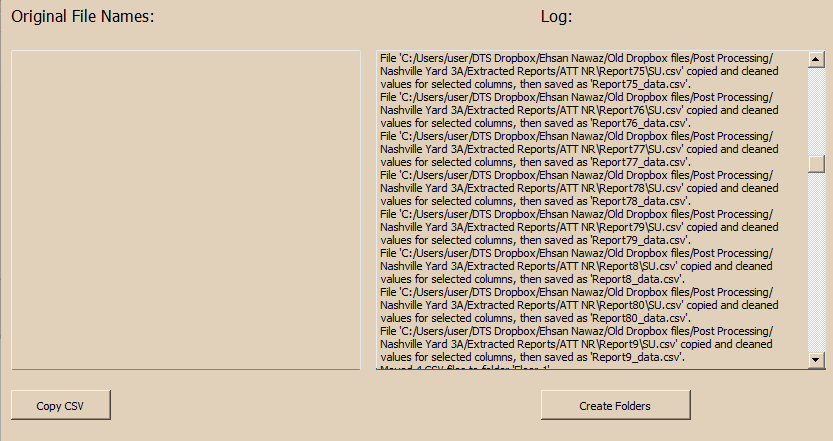 Original File Names:
Log:
File 'C:/Users/user/DTS Dropbox/Ehsan Nawaz/Old Dropbox files/Post Processing/
Nashville Yard 3A/Extracted Reports/ATT NR\Report75\SU.csv' copied and cleaned
values for selected columns, then saved as 'Report75_data.csv'.
File 'C:/Users/user/DTS Dropbox/Ehsan Nawaz/Old Dropbox files/Post Processing/
Nashville Yard 3A/Extracted Reports/ATT NR\Report76\SU.csv' copied and cleaned
values for selected columns, then saved as 'Report76_data.csv'.
File 'C:/Users/user/DTS Dropbox/Ehsan Nawaz/Old Dropbox files/Post Processing/
Nashville Yard 3A/Extracted Reports/ATT NR\Report77\SU.csv' copied and cleaned
values for selected columns, then saved as 'Report77_data.csv'.
File 'C:/Users/user/DTS Dropbox/Ehsan Nawaz/Old Dropbox files/Post Processing/
Nashville Yard 3A/Extracted Reports/ATT NR\Report78\SU.csv' copied and cleaned
values for selected columns, then saved as 'Report78_data.csv'.
File 'C:/Users/user/DTS Dropbox/Ehsan Nawaz/Old Dropbox files/Post Processing/
Nashville Yard 3A/Extracted Reports/ATT NR\Report79\SU.csv' copied and cleaned
values for selected columns, then saved as 'Report79_data.csv'.
File 'C:/Users/user/DTS Dropbox/Ehsan Nawaz/Old Dropbox files/Post Processing/
Nashville Yard 3A/Extracted Reports/ATT NR\Report8\SU.csv' copied and cleaned
values for selected columns, then saved as 'Report8_data.csv'.
File 'C:/Users/user/DTS Dropbox/Ehsan Nawaz/Old Dropbox files/Post Processing/
Nashville Yard 3A/Extracted Reports/ATT NR\Report80\SU.csv' copied and cleaned
values for selected columns, then saved as 'Report80_data.csv'.
File 'C:/Users/user/DTS Dropbox/Ehsan Nawaz/Old Dropbox files/Post Processing/
Nashville Yard 3A/Extracted Reports/ATT NR\Report9\SU.csv' copied and cleaned
values for selected columns, then saved as 'Report9_data.csv'.
Moved 4 CSV files to folder 'Floor 1'
Copy CSV
Create Folders